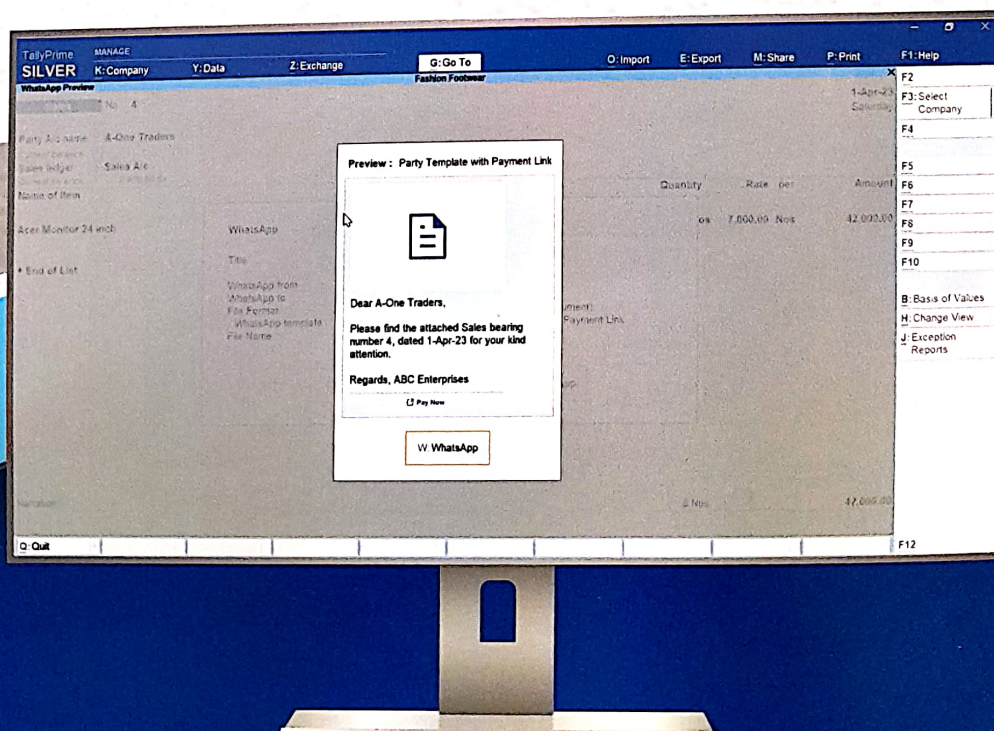 TallyPrime
SILVER
MANAGE
K: Company
Y: Data
Z: Exchange
G: Go To
O: Import
E: Export
M: Share
P: Print
F1: Help
WhatsApp Preview
Fashion Footwear
No. 4
1-Apr-23
Saturday
Party A/c name A-One Traders
Sales ledger Sales A/c
Name of Item
Quantity Rate per Amount
Acer Monitor 24 inch
os 7,000.00 Nos 42,000.00
* End of List
WhatsApp
Title
WhatsApp from
WhatsApp to
File Format
WhatsApp template
File Name
Payment Link
Preview : Party Template with Payment Link
Dear A-One Traders,
Please find the attached Sales bearing
number 4, dated 1-Apr-23 for your kind
attention.
Regards, ABC Enterprises
Pay Now
W: WhatsApp
Narration
6 Nos
42,000.00
Q: Quit
F2
F3: Select
Company
F4
F5
F6
F7
F8
F9
F10
B: Basis of Values
H: Change View
J: Exception
Reports
F12